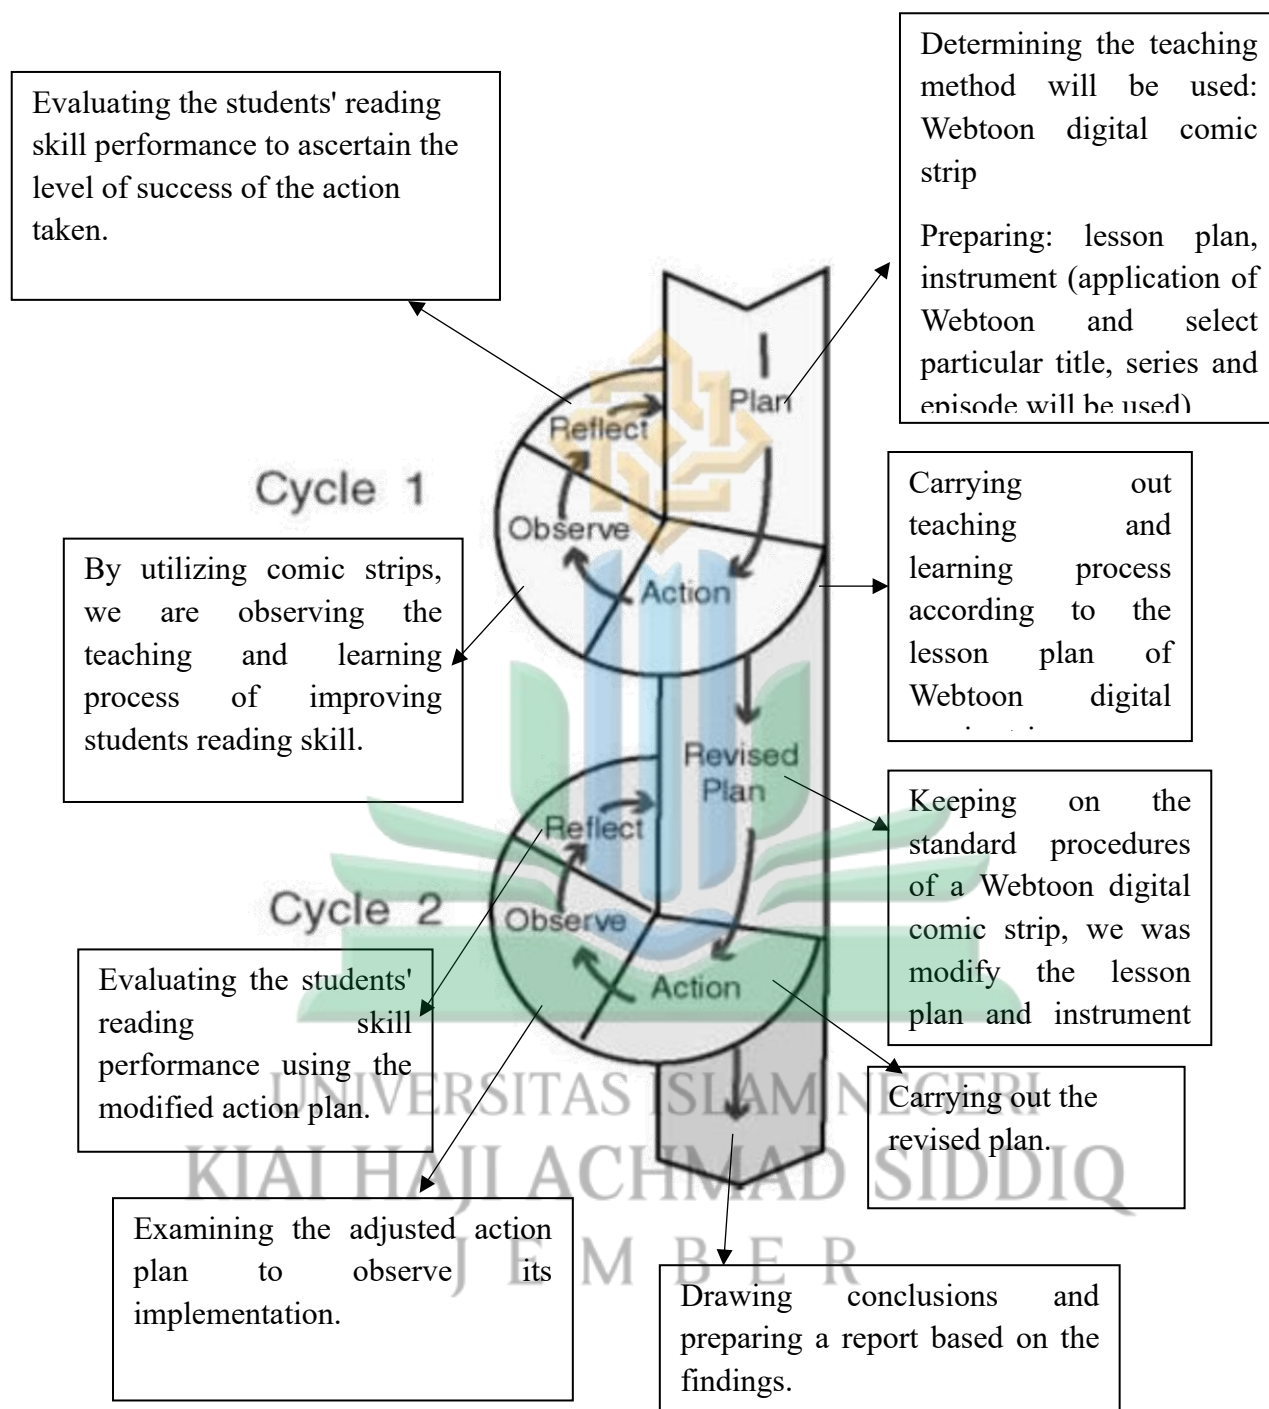 Determining the teaching
method will be used:
Webtoon digital comic
strip
Preparing: lesson plan,
instrument (application of
Webtoon and select
particular title, series and
episode will be used)
Evaluating the students' reading
skill performance to ascertain the
level of success of the action
taken.
Plan
Reflect
Cycle 1
Observe
Action
Carrying out
teaching and
learning process
according to the
lesson plan of
Webtoon digital
By utilizing comic strips,
we are observing the
teaching and learning
process of improving
students reading skill.
Revised
Plan
Keeping on the
standard procedures
of a Webtoon digital
comic strip, we was
modify the lesson
plan and instrument
Reflect
Cycle 2
Observe
Action
Evaluating the students'
reading skill
performance using the
modified action plan.
Carrying out the
revised plan.
UNIVERSITAS ISLAM NEGERI
KIAI HAJI ACHMAD SIDDIQ
JEMBER
Examining the adjusted action
plan to observe its
implementation.
Drawing conclusions and
preparing a report based on the
findings.